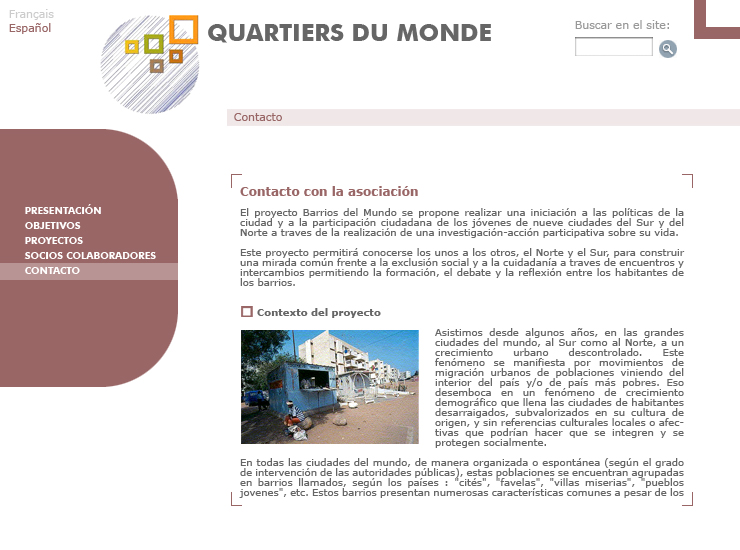 Français
Español
QUARTIERS DU MONDE
Buscar en el site:
Contacto
PRESENTACIÓN
OBJETIVOS
PROYECTOS
SOCIOS COLABORADORES
CONTACTO
Contacto con la asociación
El proyecto Barrios del Mundo se propone realizar una iniciación a las políticas de la
ciudad y a la participación ciudadana de los jóvenes de nueve ciudades del Sur y del
Norte a traves de la realización de una investigación-acción participativa sobre su vida.
Este proyecto permitirá conocerse los unos a los otros, el Norte y el Sur, para construir
una mirada común frente a la exclusión social y a la cuidadanía a traves de encuentros y
intercambios permitiendo la formación, el debate y la reflexión entre los habitantes de
los barrios.
Contexto del proyecto
Asistimos desde algunos años, en las grandes
ciudades del mundo, al Sur como al Norte, a un
crecimiento urbano descontrolado. Este
fenómeno se manifiesta por movimientos de
migración urbanos de poblaciones viniendo del
interior del país y/o de país más pobres. Eso
desemboca en un fenómeno de crecimiento
demográfico que llena las ciudades de habitantes
desarraigados, subvalorizados en su cultura de
origen, y sin referencias culturales locales o afec-
tivas que podrían hacer que se integren y se
protegen socialmente.
En todas las ciudades del mundo, de manera organizada o espontánea (según el grado
de intervención de las autoridades públicas), estas poblaciones se encuentran agrupadas
en barrios llamados, según los países : "cités", "favelas", "villas miserias", "pueblos
jovenes", etc. Estos barrios presentan numerosas características comunes a pesar de los